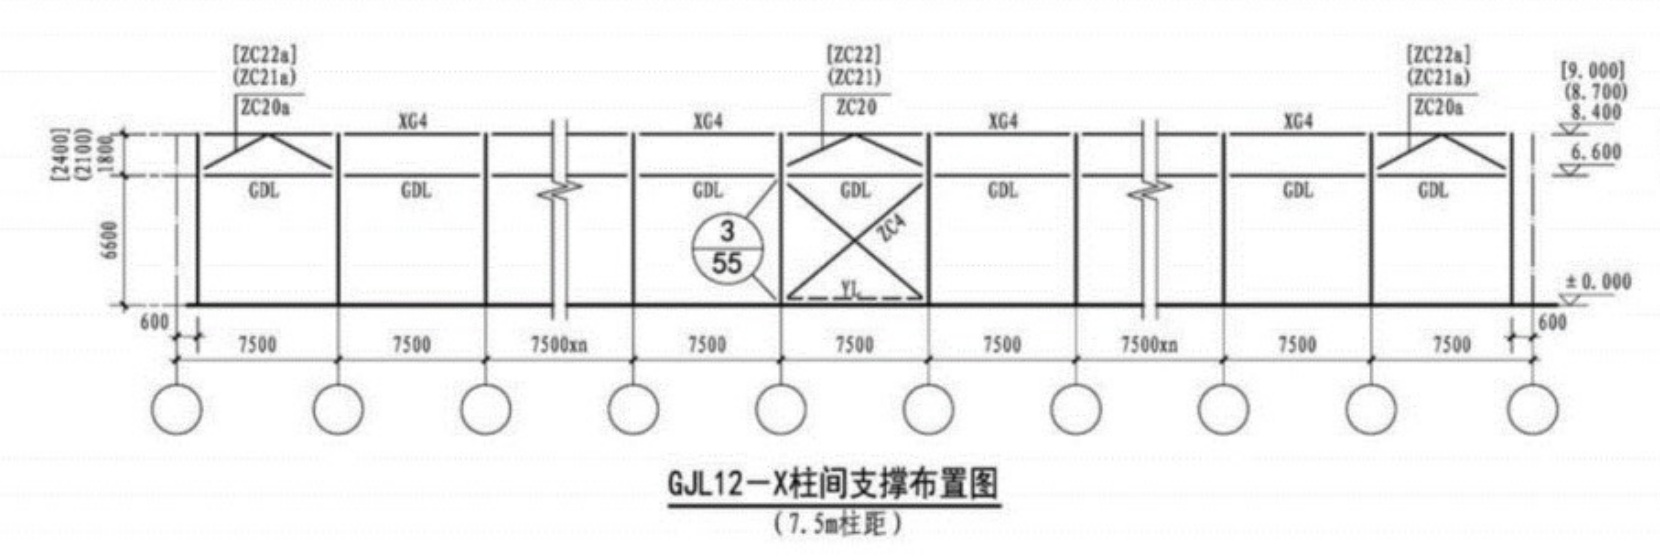 [ZC22a]
(ZC21a)
ZC20a
[ZC22]
(ZC21)
ZC20
[ZC22a]
(ZC21a)
ZC20a
[9.000]
(8.700)
8.400
6.600
±0.000
XG4
XG4
XG4
XG4
[2400]
(2100)
1800
6600
GDL
GDL
GDL
GDL
GDL
GDL
GDL
3
55
ZC4
YL
600
7500
7500
7500xn
7500
7500
7500
7500xn
7500
7500
600
GJL12-X柱间支撑布置图
(7.5m柱距)